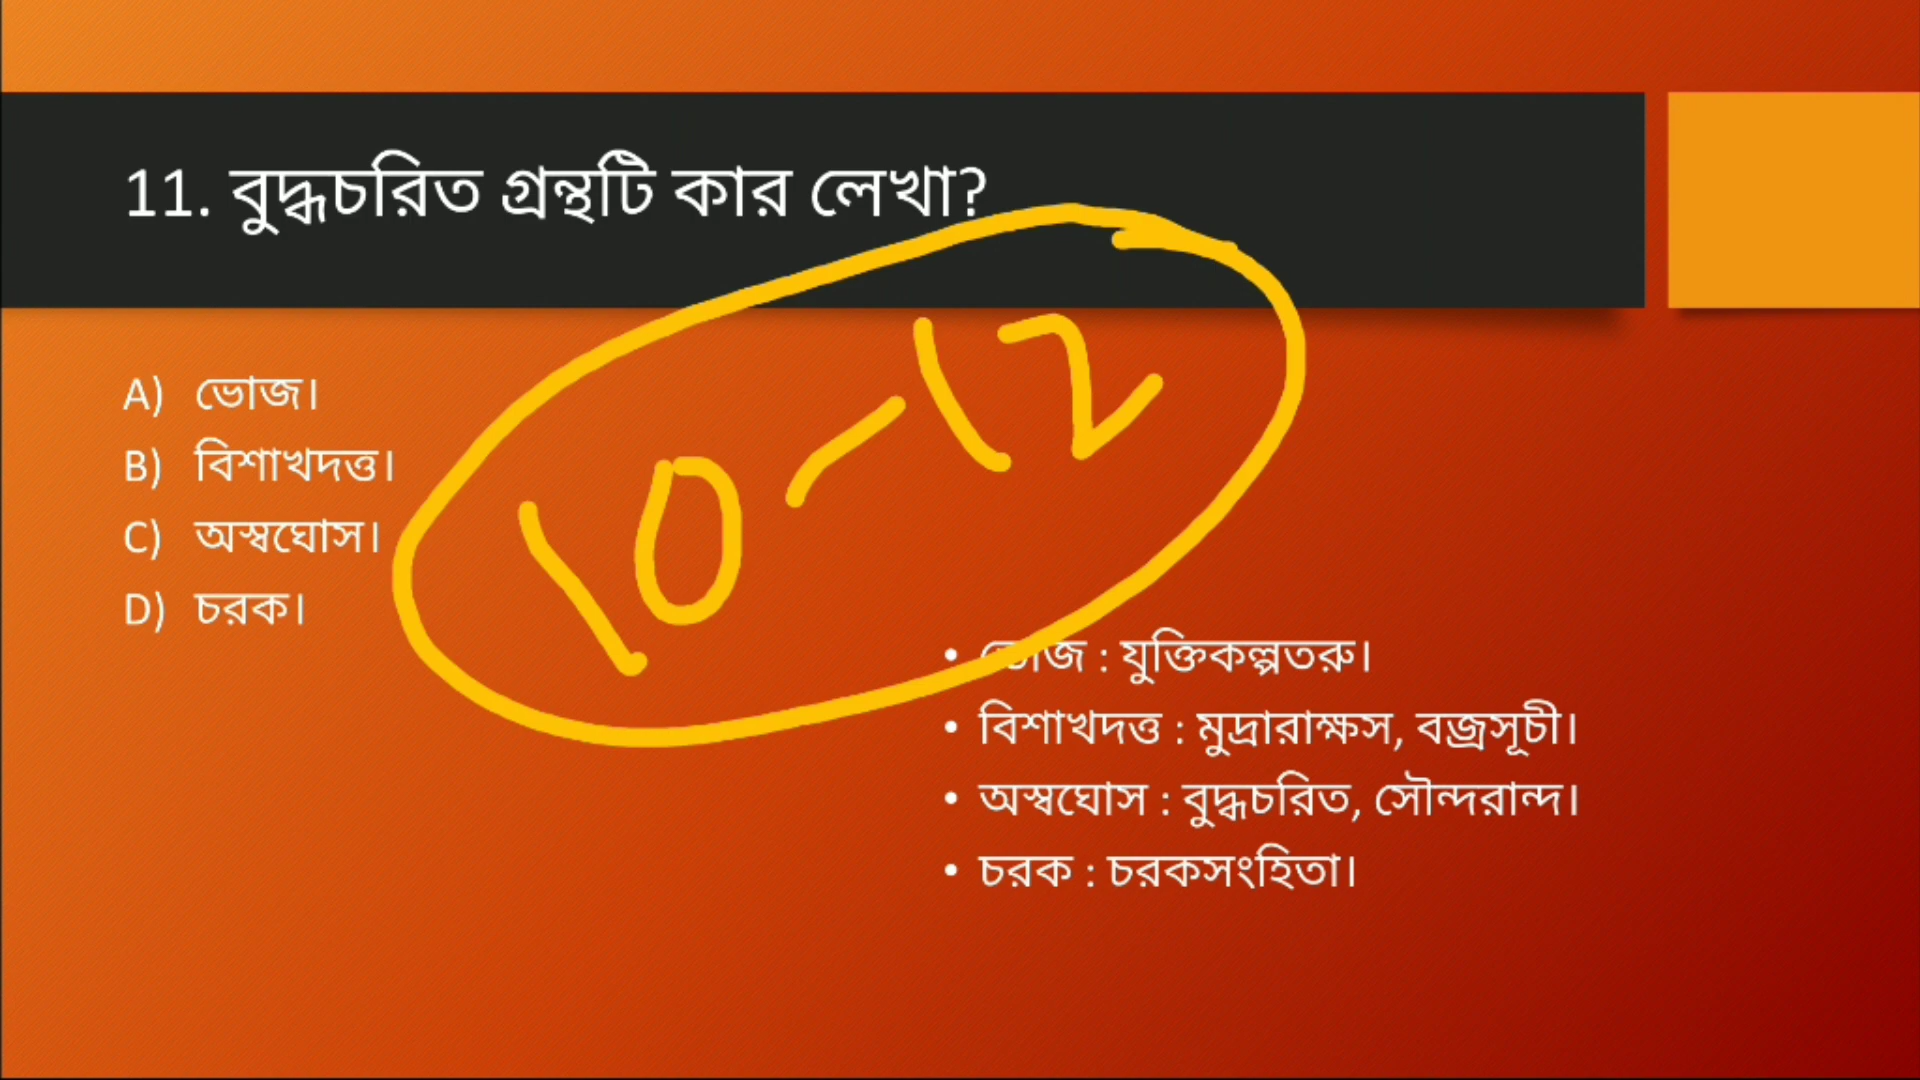 11. বুদ্ধচরিত গ্রন্থটি কার লেখা?
A) ভোজ।
B) বিশাখদত্ত।
C) অস্বঘোস।
D) চরক।
10-12
• ভোজ : যুক্তিকল্পতরু।
• বিশাখদত্ত : মুদ্রারাক্ষস, বজ্রসূচী।
• অস্বঘোস : বুদ্ধচরিত, সৌন্দরান্দ।
• চরক : চরকসংহিতা।